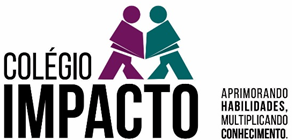 COLÉGIO
IMPACTO
APRIMORANDO
HABILIDADES,
MULTIPLICANDO
CONHECIMENTO.